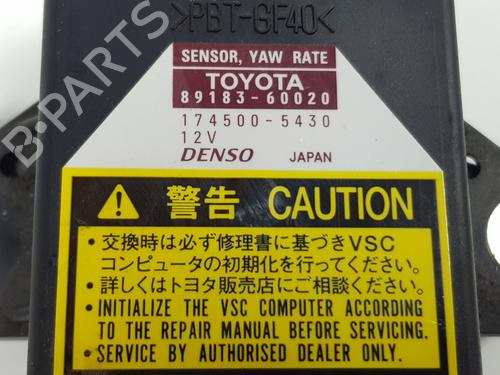 >PBT-GF40<
SENSOR, YAW RATE
TOYOTA
89183-60020
174500-5430
12V
DENSO JAPAN
! 警告 CAUTION
・交換時は必ず修理書に基づきVSC
コンピュータの初期化を行ってください。
・詳しくはトヨタ販売店にご相談ください。
・INITIALIZE THE VSC COMPUTER ACCORDING
TO THE REPAIR MANUAL BEFORE SERVICING.
・SERVICE BY AUTHORISED DEALER ONLY.
B-PARTS